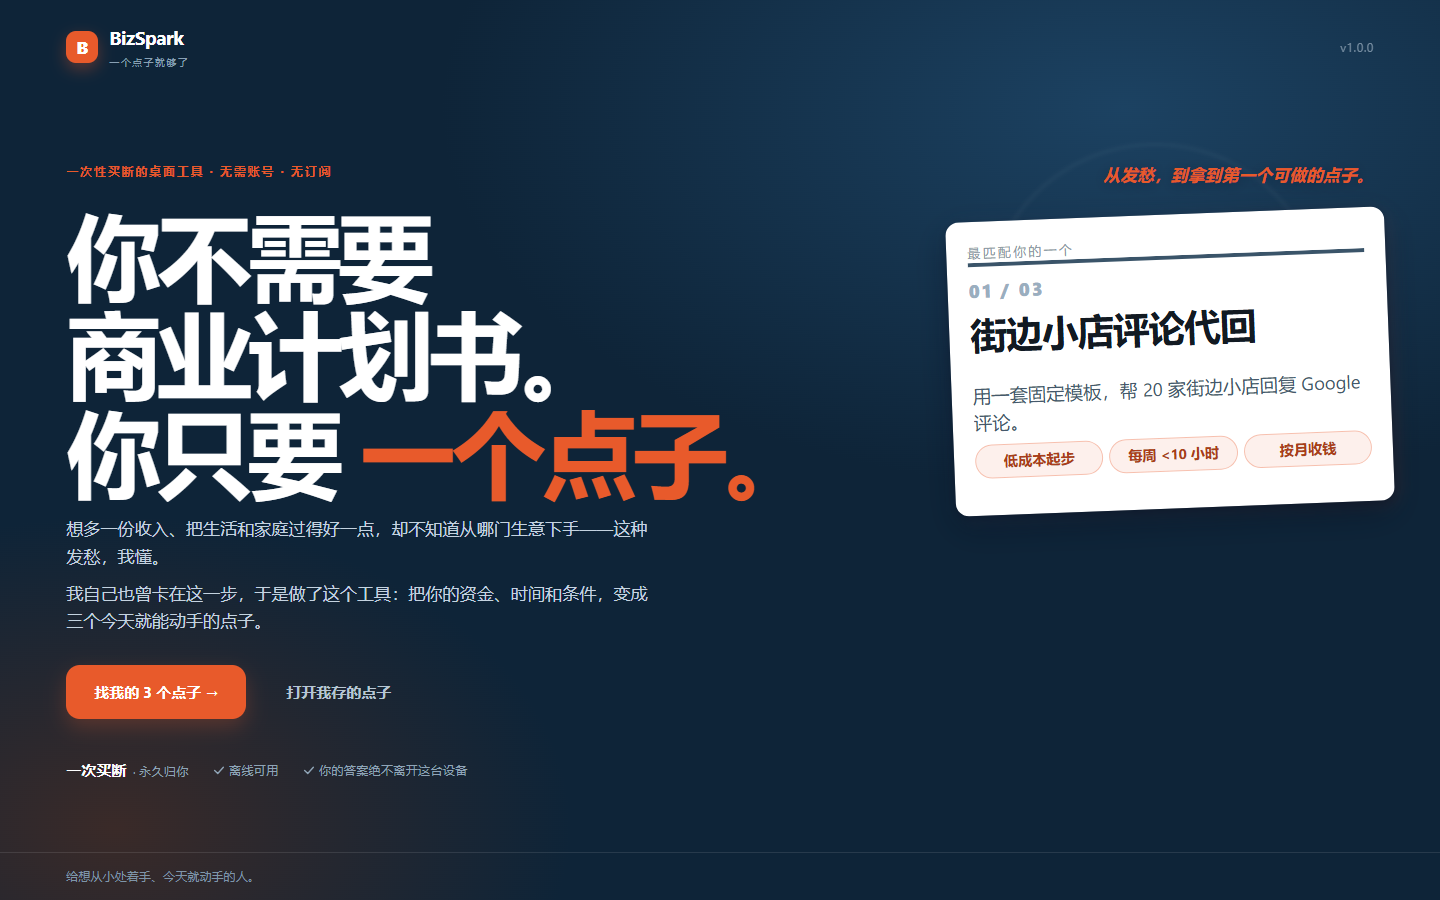 B
BizSpark
一个点子就够了
v1.0.0
一次性买断的桌面工具 · 无需账号 · 无订阅
你不需要
商业计划书。
你只要 一个点子。
想多一份收入、把生活和家庭过得好一点，却不知道从哪门生意下手——这种
发愁，我懂。
我自己也曾卡在这一步，于是做了这个工具：把你的资金、时间和条件，变成
三个今天就能动手的点子。
找我的 3 个点子 →
打开我存的点子
一次买断 · 永久归你
✓ 离线可用
✓ 你的答案绝不离开这台设备
从发愁，到拿到第一个可做的点子。
最匹配你的一个
01 / 03
街边小店评论代回
用一套固定模板，帮 20 家街边小店回复 Google
评论。
低成本起步
每周 <10 小时
按月收钱
给想从小处着手、今天就动手的人。